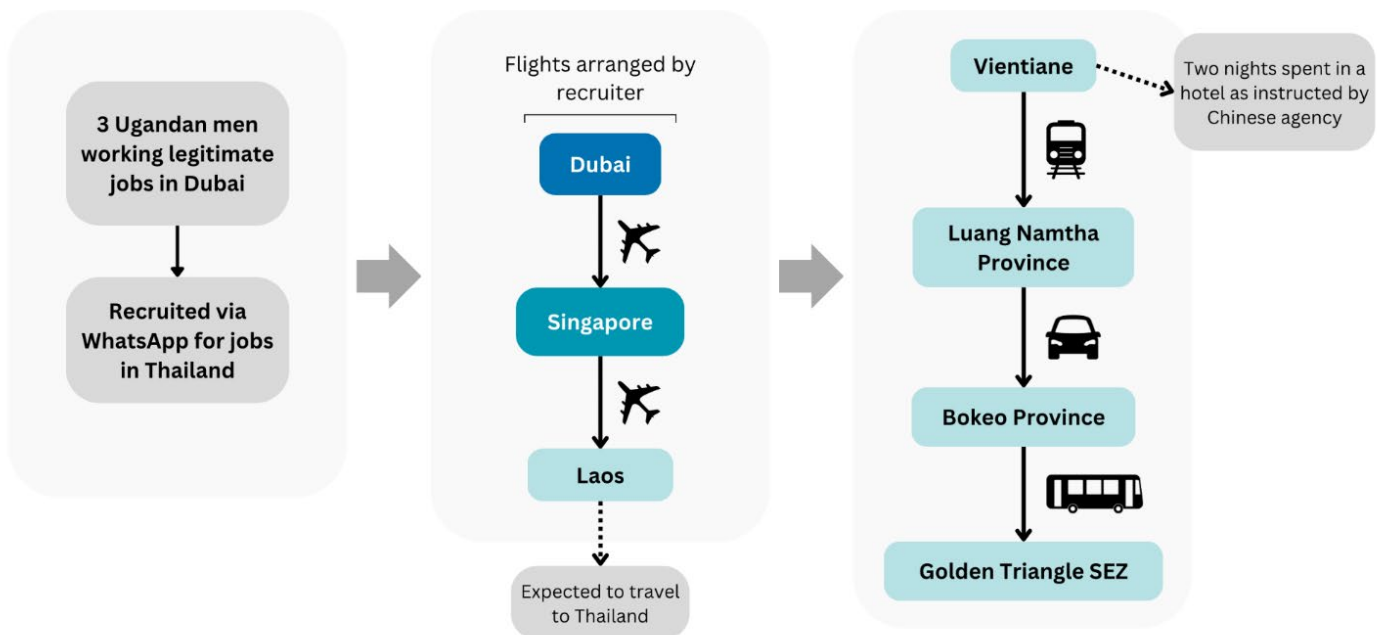 3 Ugandan men
working legitimate
jobs in Dubai
Recruited via
WhatsApp for jobs
in Thailand
Flights arranged by
recruiter
Dubai
Singapore
Laos
Expected to travel
to Thailand
Vientiane
Two nights spent in a
hotel as instructed by
Chinese agency
Luang Namtha
Province
Bokeo Province
Golden Triangle SEZ